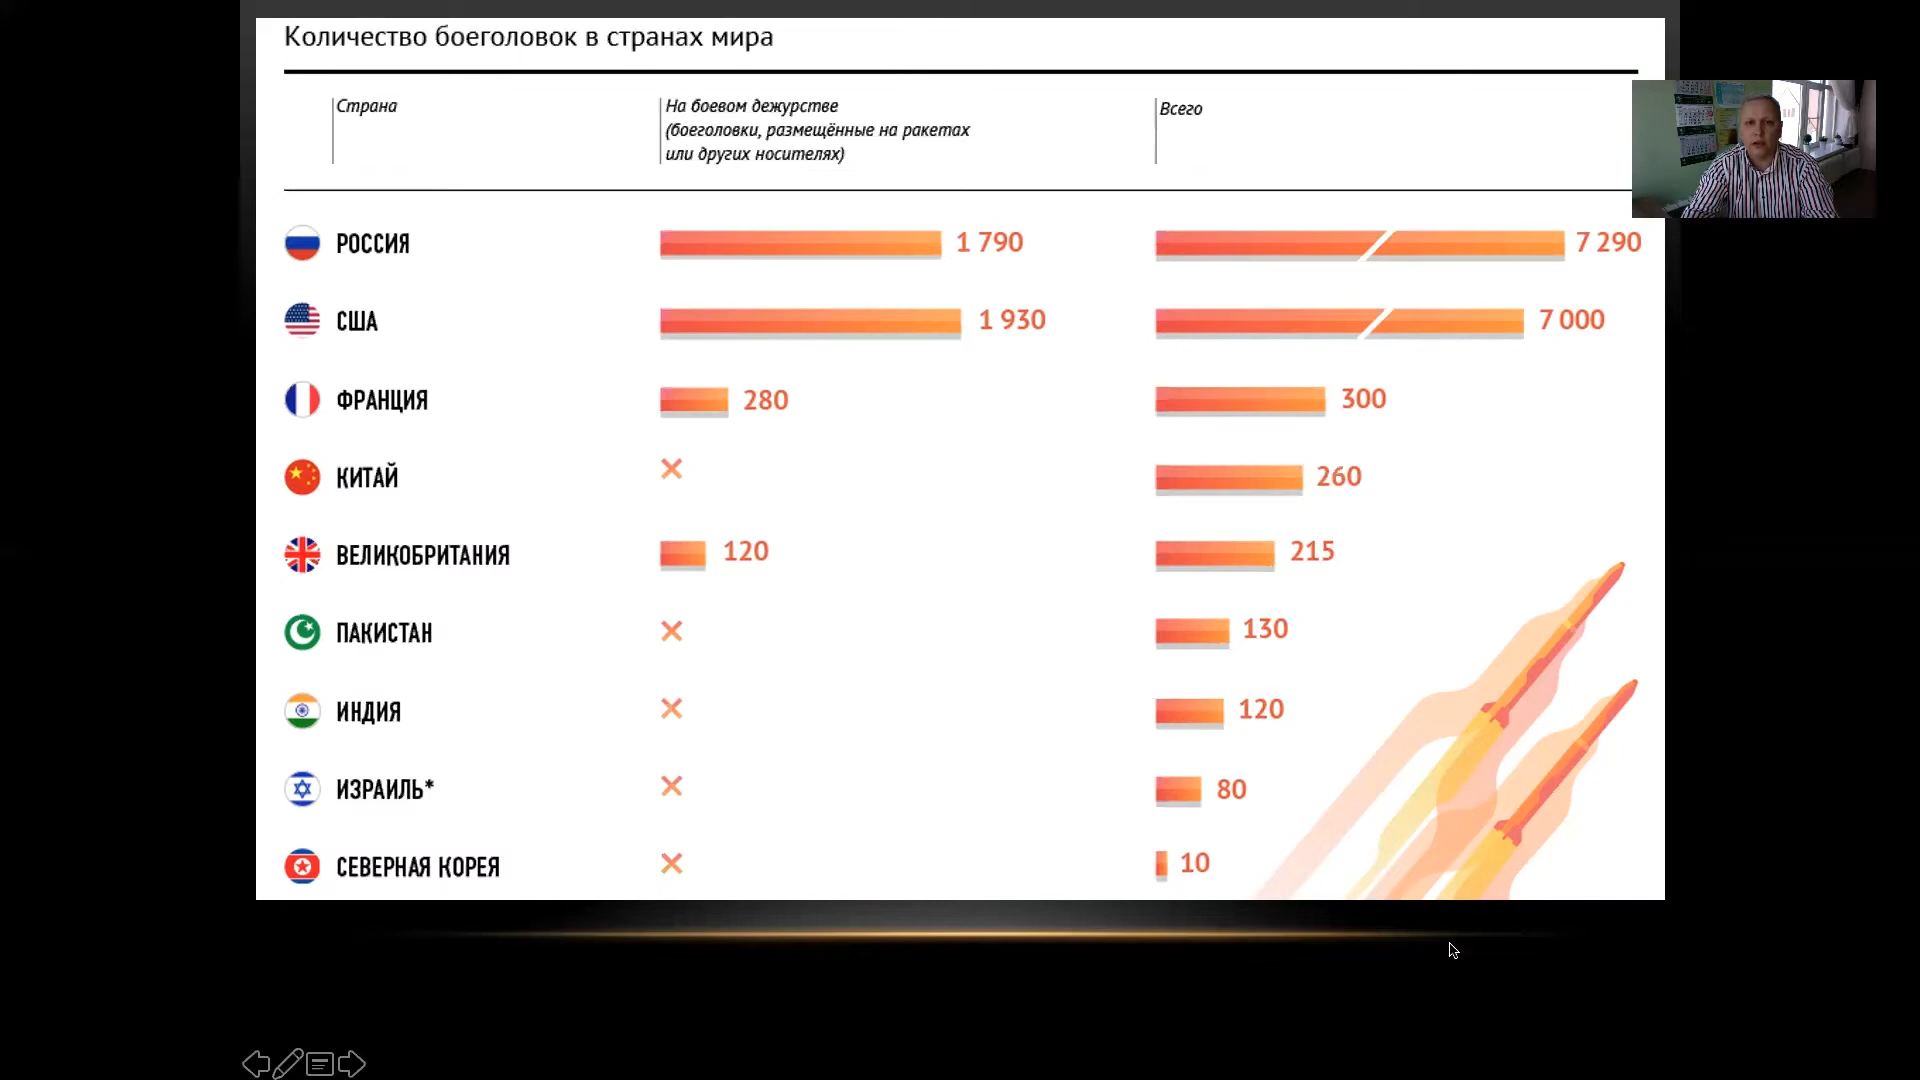 Количество боеголовок в странах мира
Страна
На боевом дежурстве
(боеголовки, размещённые на ракетах
или других носителях)
Всего
РОССИЯ 1 790 7 290
США 1 930 7 000
ФРАНЦИЯ 280 300
КИТАЙ 260
ВЕЛИКОБРИТАНИЯ 120 215
ПАКИСТАН 130
ИНДИЯ 120
ИЗРАИЛЬ* 80
СЕВЕРНАЯ КОРЕЯ 10